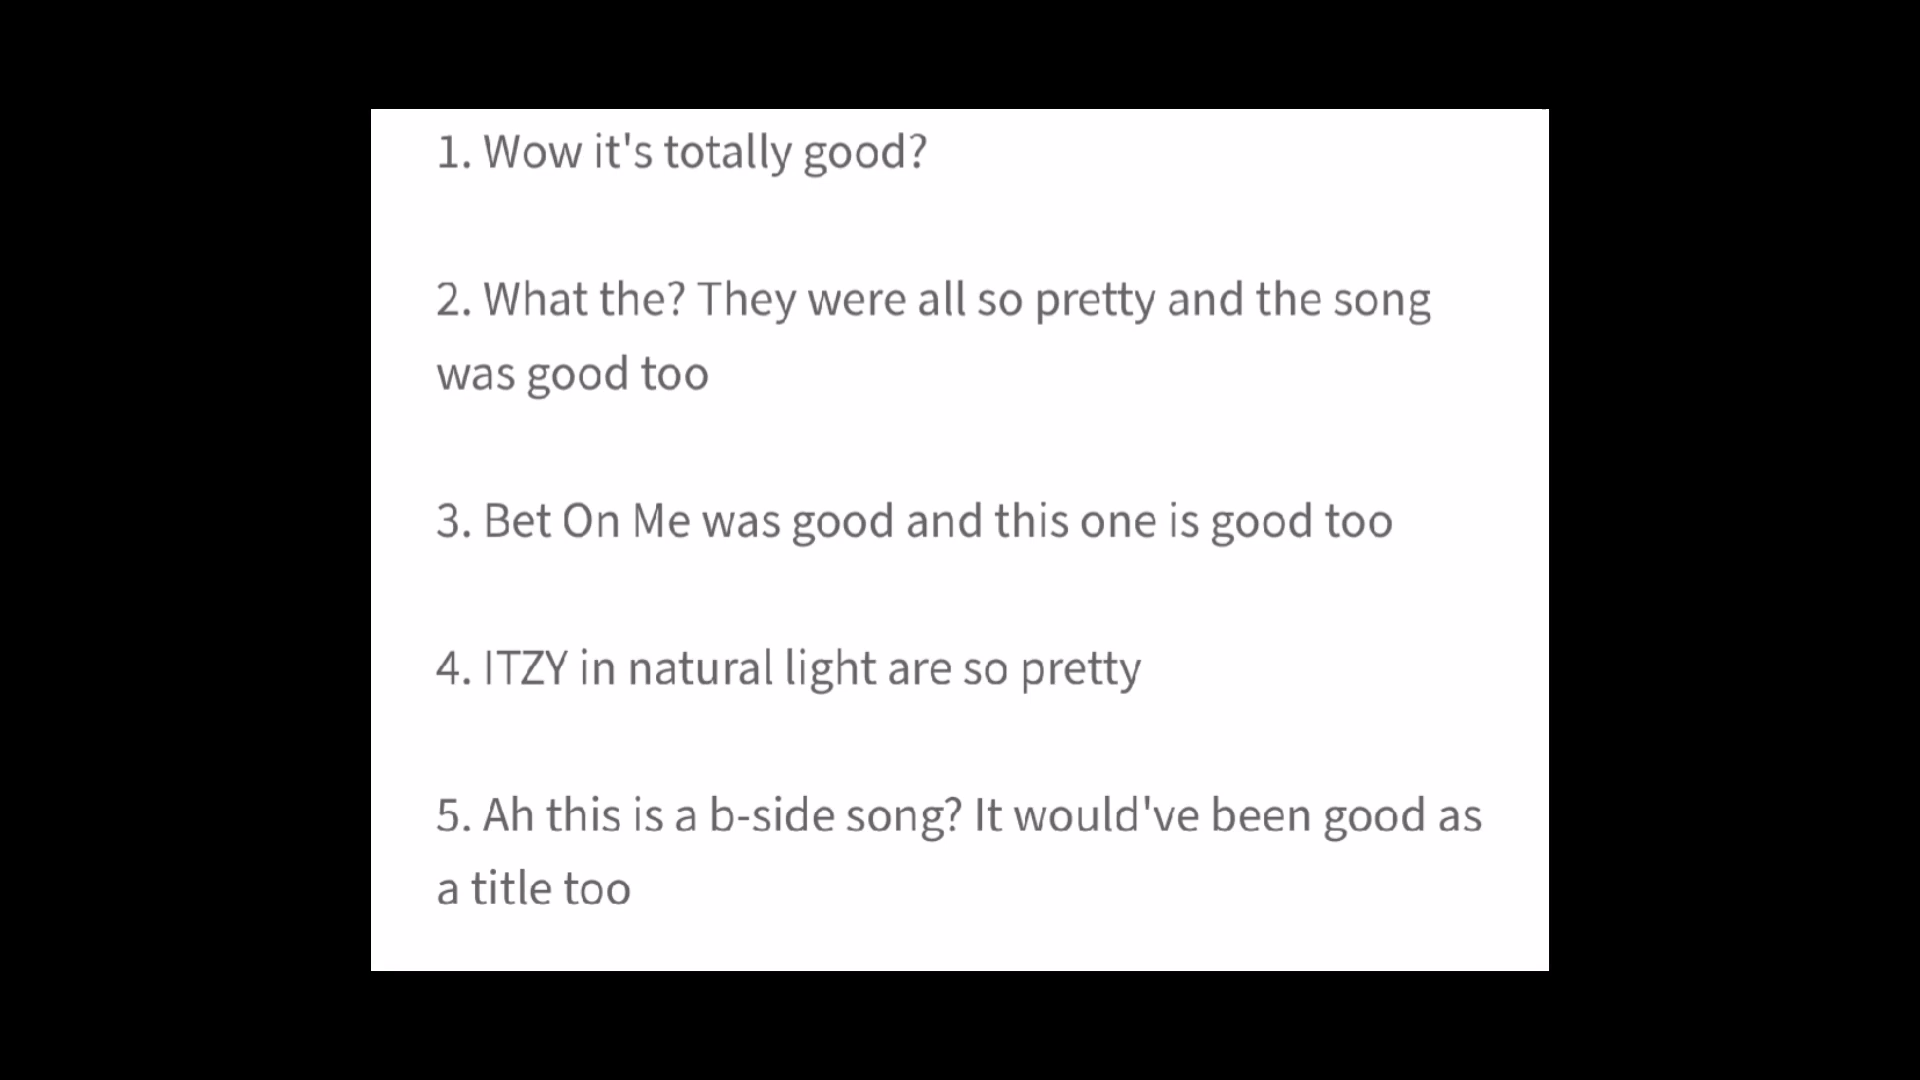 1. Wow it's totally good?
2. What the? They were all so pretty and the song
was good too
3. Bet On Me was good and this one is good too
4. ITZY in natural light are so pretty
5. Ah this is a b-side song? It would've been good as
a title too